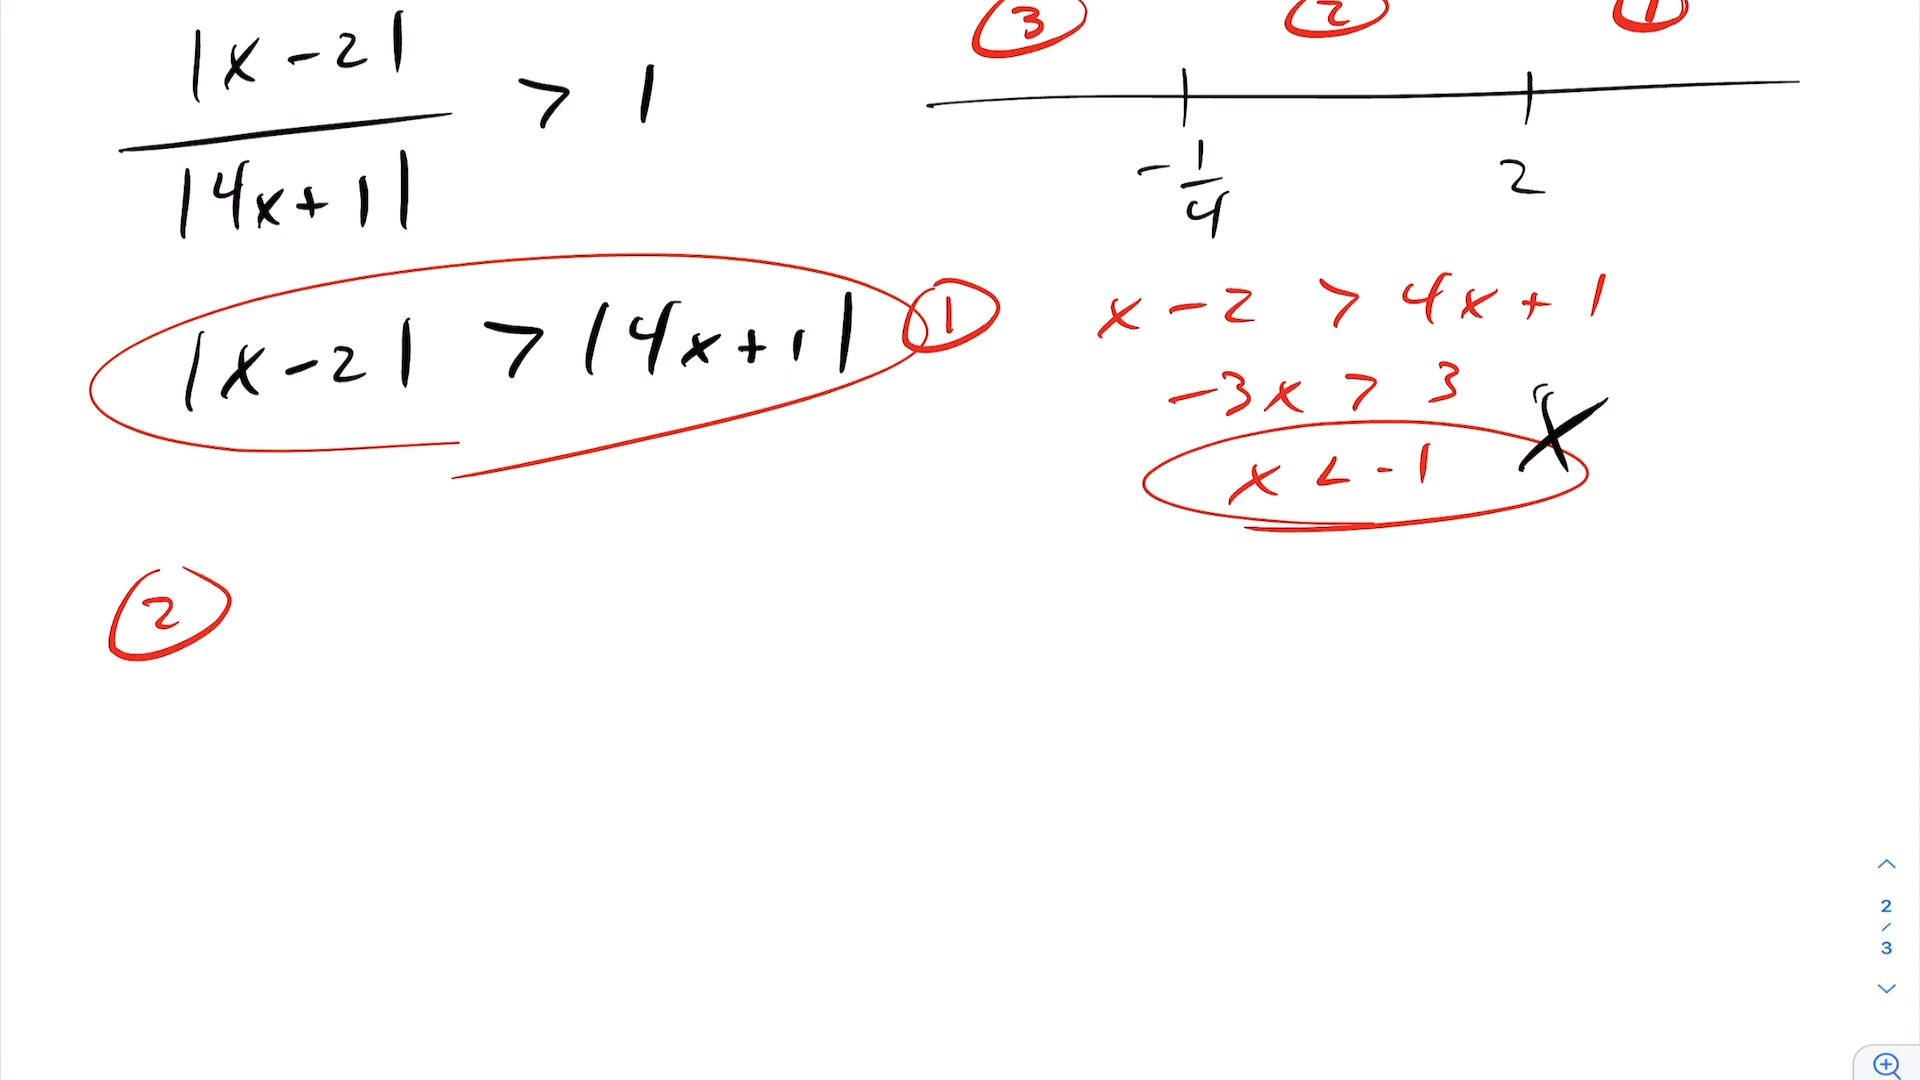 |x-2|
|4x+1|
> 1
③ ② ①
-1/4 2
|x-2| > |4x+1|
① x-2 > 4x+1
-3x > 3
x < -1 X
②
2
/
3